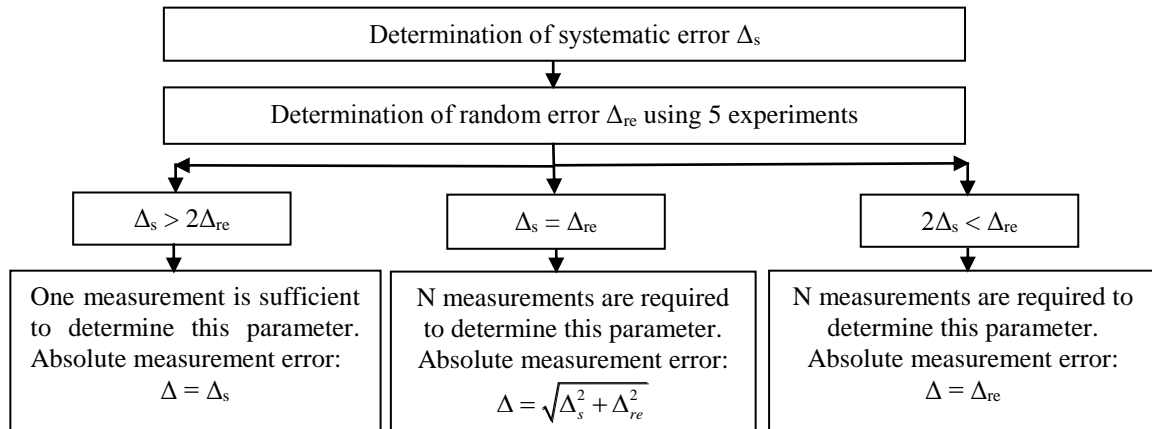 Determination of systematic error Δs
Determination of random error Δre using 5 experiments
Δs > 2Δre
Δs = Δre
2Δs < Δre
One measurement is sufficient
to determine this parameter.
Absolute measurement error:
Δ = Δs
N measurements are required
to determine this parameter.
Absolute measurement error:
Δ = √(Δs² + Δre²)
N measurements are required to
determine this parameter.
Absolute measurement error:
Δ = Δre